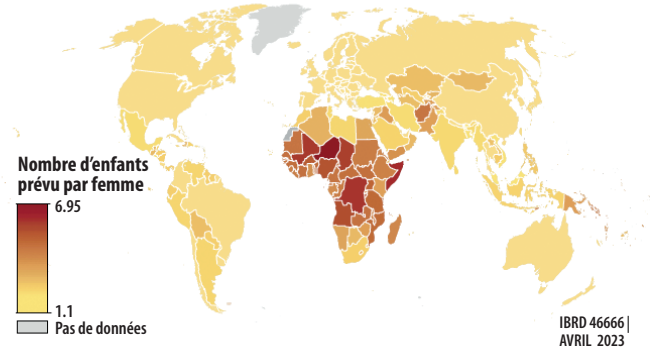 Nombre d’enfants
prévu par femme
6.95
1.1
Pas de données
IBRD 46666 |
AVRIL 2023